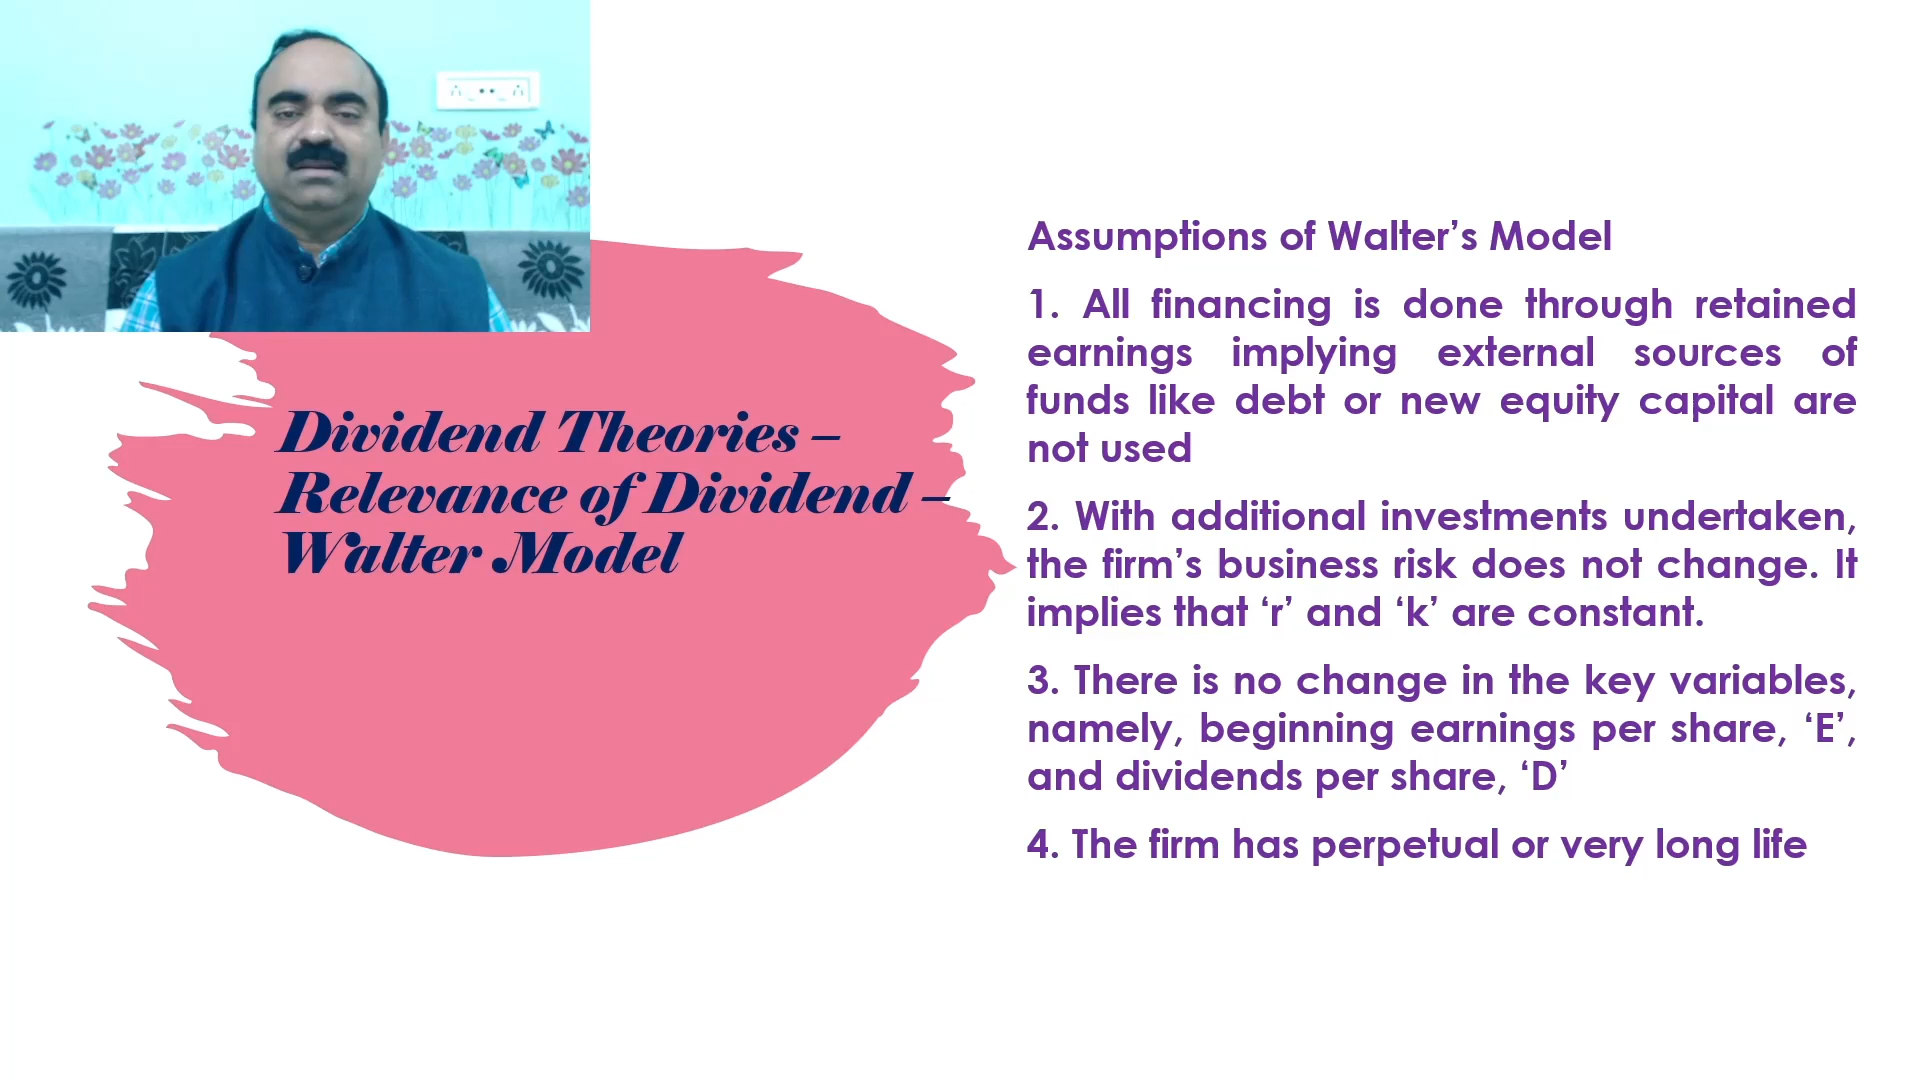 Dividend Theories –
Relevance of Dividend –
Walter Model
Assumptions of Walter’s Model
1. All financing is done through retained
earnings implying external sources of
funds like debt or new equity capital are
not used
2. With additional investments undertaken,
the firm’s business risk does not change. It
implies that ‘r’ and ‘k’ are constant.
3. There is no change in the key variables,
namely, beginning earnings per share, ‘E’,
and dividends per share, ‘D’
4. The firm has perpetual or very long life